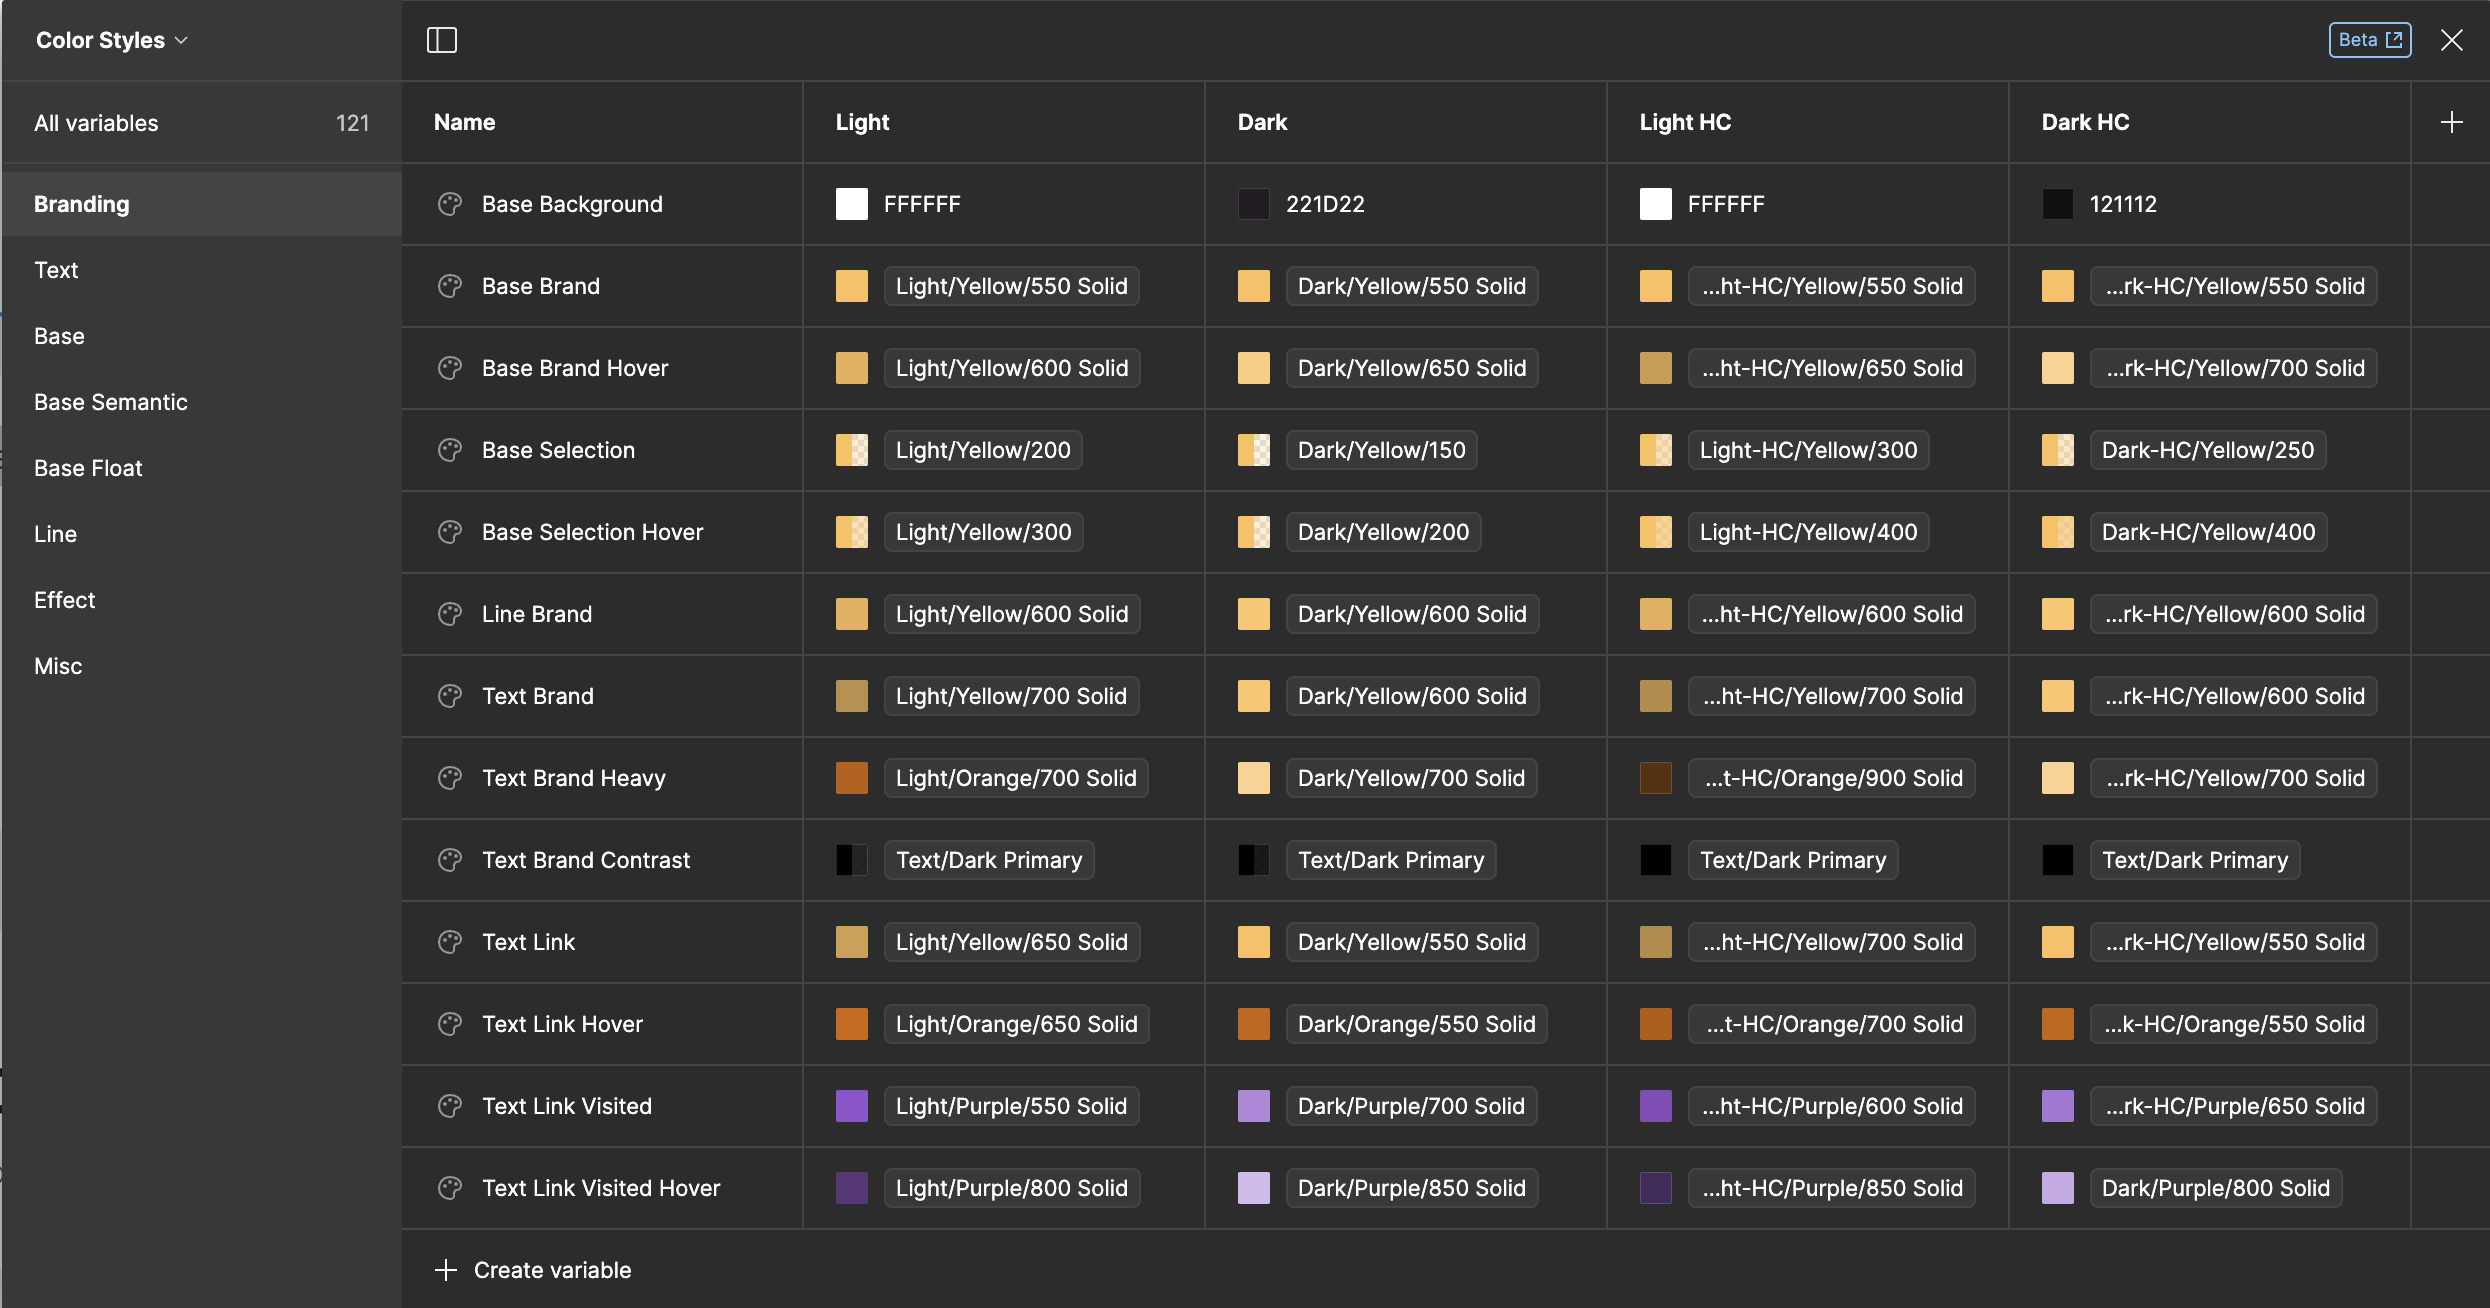 Color Styles
Beta
All variables 121
Name Light Dark Light HC Dark HC
Branding
Text
Base
Base Semantic
Base Float
Line
Effect
Misc
Base Background FFFFFF 221D22 FFFFFF 121112
Base Brand Light/Yellow/550 Solid Dark/Yellow/550 Solid ...ht-HC/Yellow/550 Solid ...rk-HC/Yellow/550 Solid
Base Brand Hover Light/Yellow/600 Solid Dark/Yellow/650 Solid ...ht-HC/Yellow/650 Solid ...rk-HC/Yellow/700 Solid
Base Selection Light/Yellow/200 Dark/Yellow/150 Light-HC/Yellow/300 Dark-HC/Yellow/250
Base Selection Hover Light/Yellow/300 Dark/Yellow/200 Light-HC/Yellow/400 Dark-HC/Yellow/400
Line Brand Light/Yellow/600 Solid Dark/Yellow/600 Solid ...ht-HC/Yellow/600 Solid ...rk-HC/Yellow/600 Solid
Text Brand Light/Yellow/700 Solid Dark/Yellow/600 Solid ...ht-HC/Yellow/700 Solid ...rk-HC/Yellow/600 Solid
Text Brand Heavy Light/Orange/700 Solid Dark/Yellow/700 Solid ...t-HC/Orange/900 Solid ...rk-HC/Yellow/700 Solid
Text Brand Contrast Text/Dark Primary Text/Dark Primary Text/Dark Primary Text/Dark Primary
Text Link Light/Yellow/650 Solid Dark/Yellow/550 Solid ...ht-HC/Yellow/700 Solid ...rk-HC/Yellow/550 Solid
Text Link Hover Light/Orange/650 Solid Dark/Orange/550 Solid ...t-HC/Orange/700 Solid ...k-HC/Orange/550 Solid
Text Link Visited Light/Purple/550 Solid Dark/Purple/700 Solid ...ht-HC/Purple/600 Solid ...rk-HC/Purple/650 Solid
Text Link Visited Hover Light/Purple/800 Solid Dark/Purple/850 Solid ...ht-HC/Purple/850 Solid Dark/Purple/800 Solid
Create variable